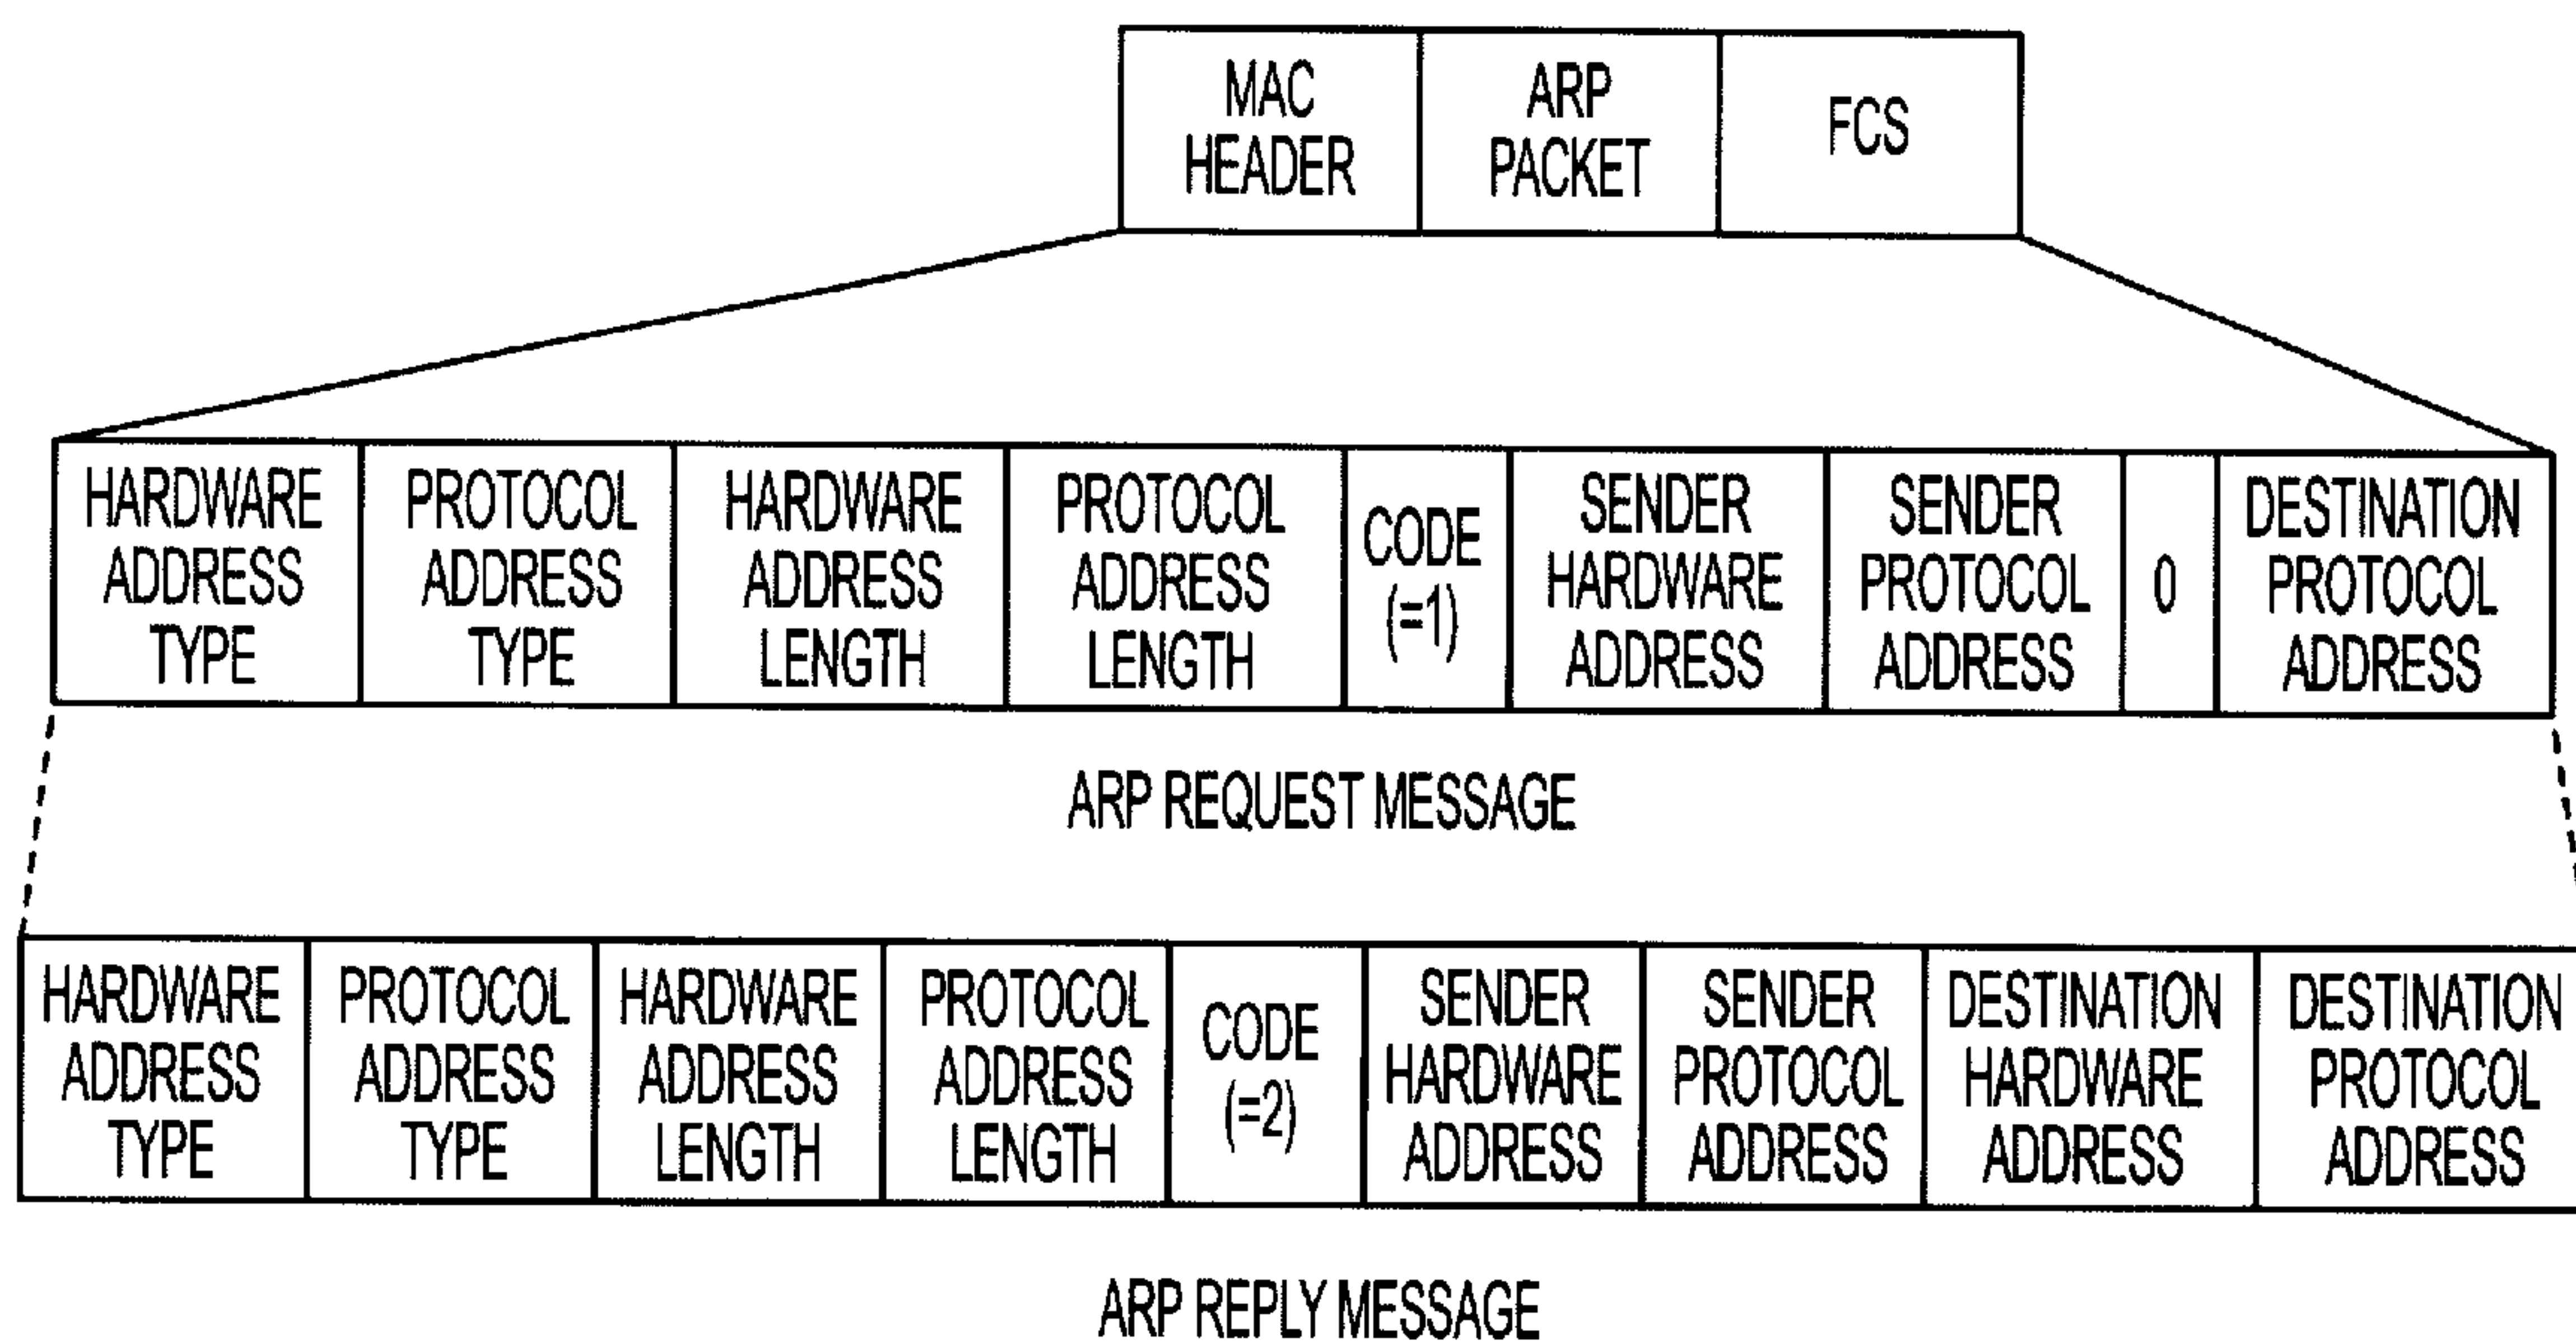 MAC
HEADER
ARP
PACKET
FCS
HARDWARE
ADDRESS
TYPE
PROTOCOL
ADDRESS
TYPE
HARDWARE
ADDRESS
LENGTH
PROTOCOL
ADDRESS
LENGTH
CODE
(=1)
SENDER
HARDWARE
ADDRESS
SENDER
PROTOCOL
ADDRESS
0
DESTINATION
PROTOCOL
ADDRESS
ARP REQUEST MESSAGE
HARDWARE
ADDRESS
TYPE
PROTOCOL
ADDRESS
TYPE
HARDWARE
ADDRESS
LENGTH
PROTOCOL
ADDRESS
LENGTH
CODE
(=2)
SENDER
HARDWARE
ADDRESS
SENDER
PROTOCOL
ADDRESS
DESTINATION
HARDWARE
ADDRESS
DESTINATION
PROTOCOL
ADDRESS
ARP REPLY MESSAGE